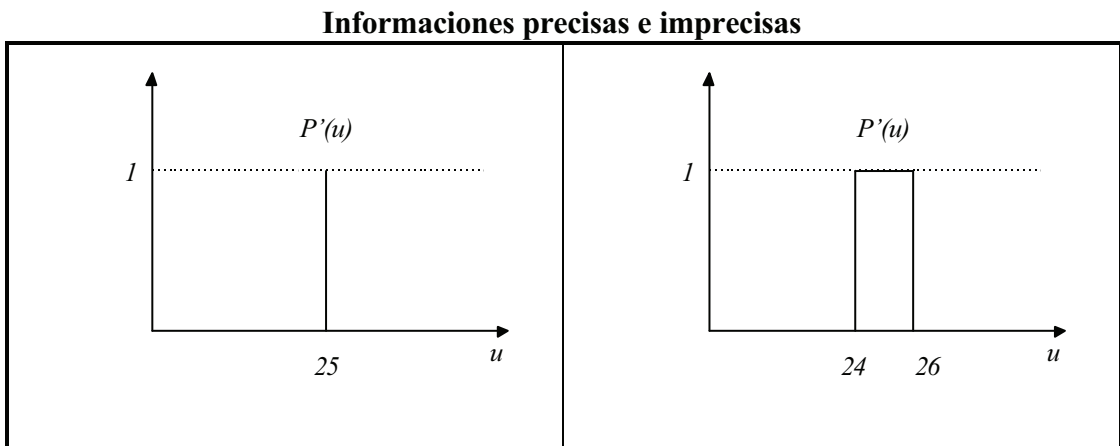 Informaciones precisas e imprecisas
P’(u)
1
25
u
P’(u)
1
24 26
u